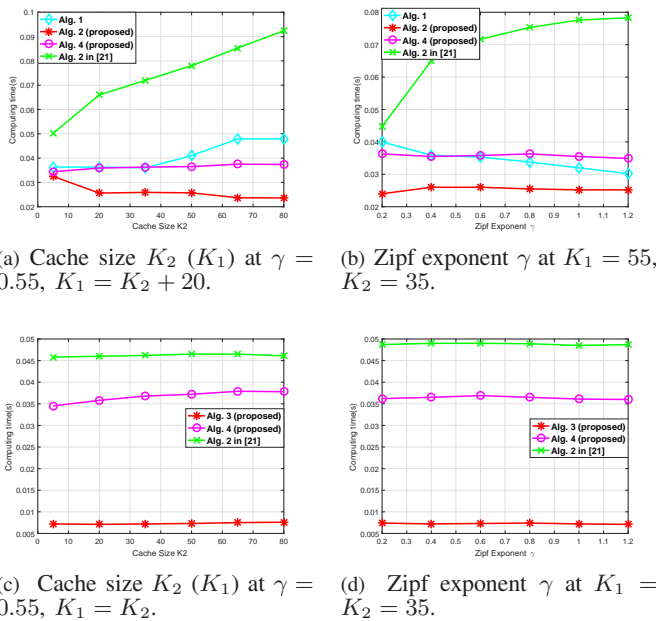 0.1
0.09
0.08
0.07
0.06
0.05
0.04
0.03
0.02
Computing time(s)
Alg. 1
Alg. 2 (proposed)
Alg. 4 (proposed)
Alg. 2 in [21]
0 10 20 30 40 50 60 70 80
Cache Size K2
(a) Cache size K₂ (K₁) at γ =
0.55, K₁ = K₂ + 20.
0.08
0.07
0.06
0.05
0.04
0.03
0.02
Computing time(s)
Alg. 1
Alg. 2 (proposed)
Alg. 4 (proposed)
Alg. 2 in [21]
0.2 0.3 0.4 0.5 0.6 0.7 0.8 0.9 1 1.1 1.2
Zipf Exponent γ
(b) Zipf exponent γ at K₁ = 55,
K₂ = 35.
0.05
0.045
0.04
0.035
0.03
0.025
0.02
0.015
0.01
0.005
Computing time(s)
Alg. 3 (proposed)
Alg. 4 (proposed)
Alg. 2 in [21]
0 10 20 30 40 50 60 70 80
Cache Size K2
(c) Cache size K₂ (K₁) at γ =
0.55, K₁ = K₂.
0.05
0.045
0.04
0.035
0.03
0.025
0.02
0.015
0.01
0.005
Computing time(s)
Alg. 3 (proposed)
Alg. 4 (proposed)
Alg. 2 in [21]
0.2 0.3 0.4 0.5 0.6 0.7 0.8 0.9 1 1.1 1.2
Zipf Exponent γ
(d) Zipf exponent γ at K₁ =
K₂ = 35.